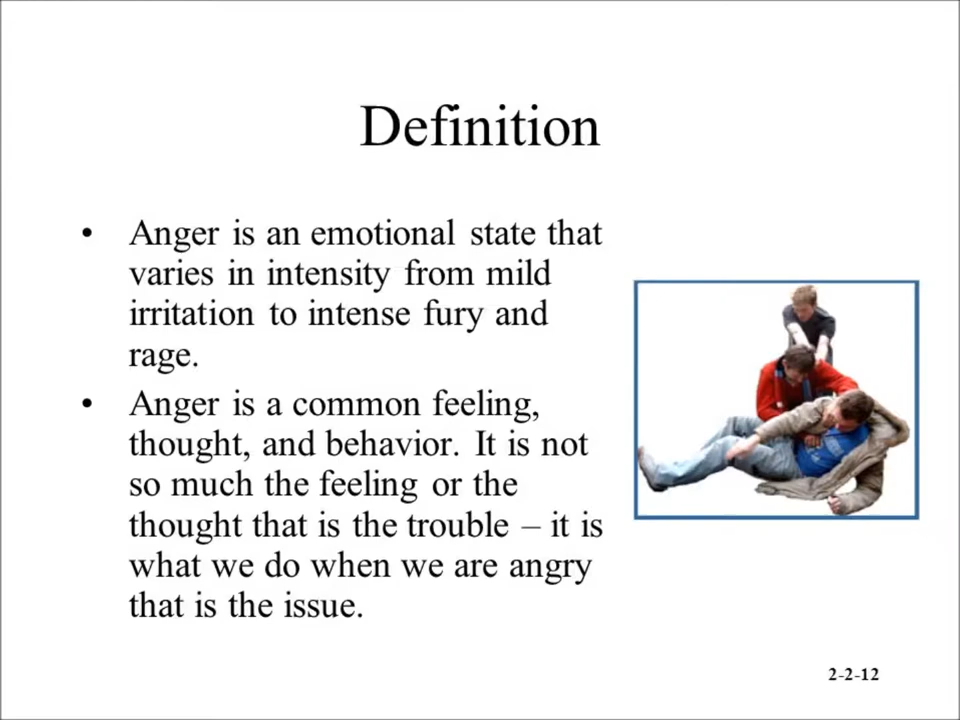 Definition
• Anger is an emotional state that
varies in intensity from mild
irritation to intense fury and
rage.
• Anger is a common feeling,
thought, and behavior. It is not
so much the feeling or the
thought that is the trouble – it is
what we do when we are angry
that is the issue.
2-2-12